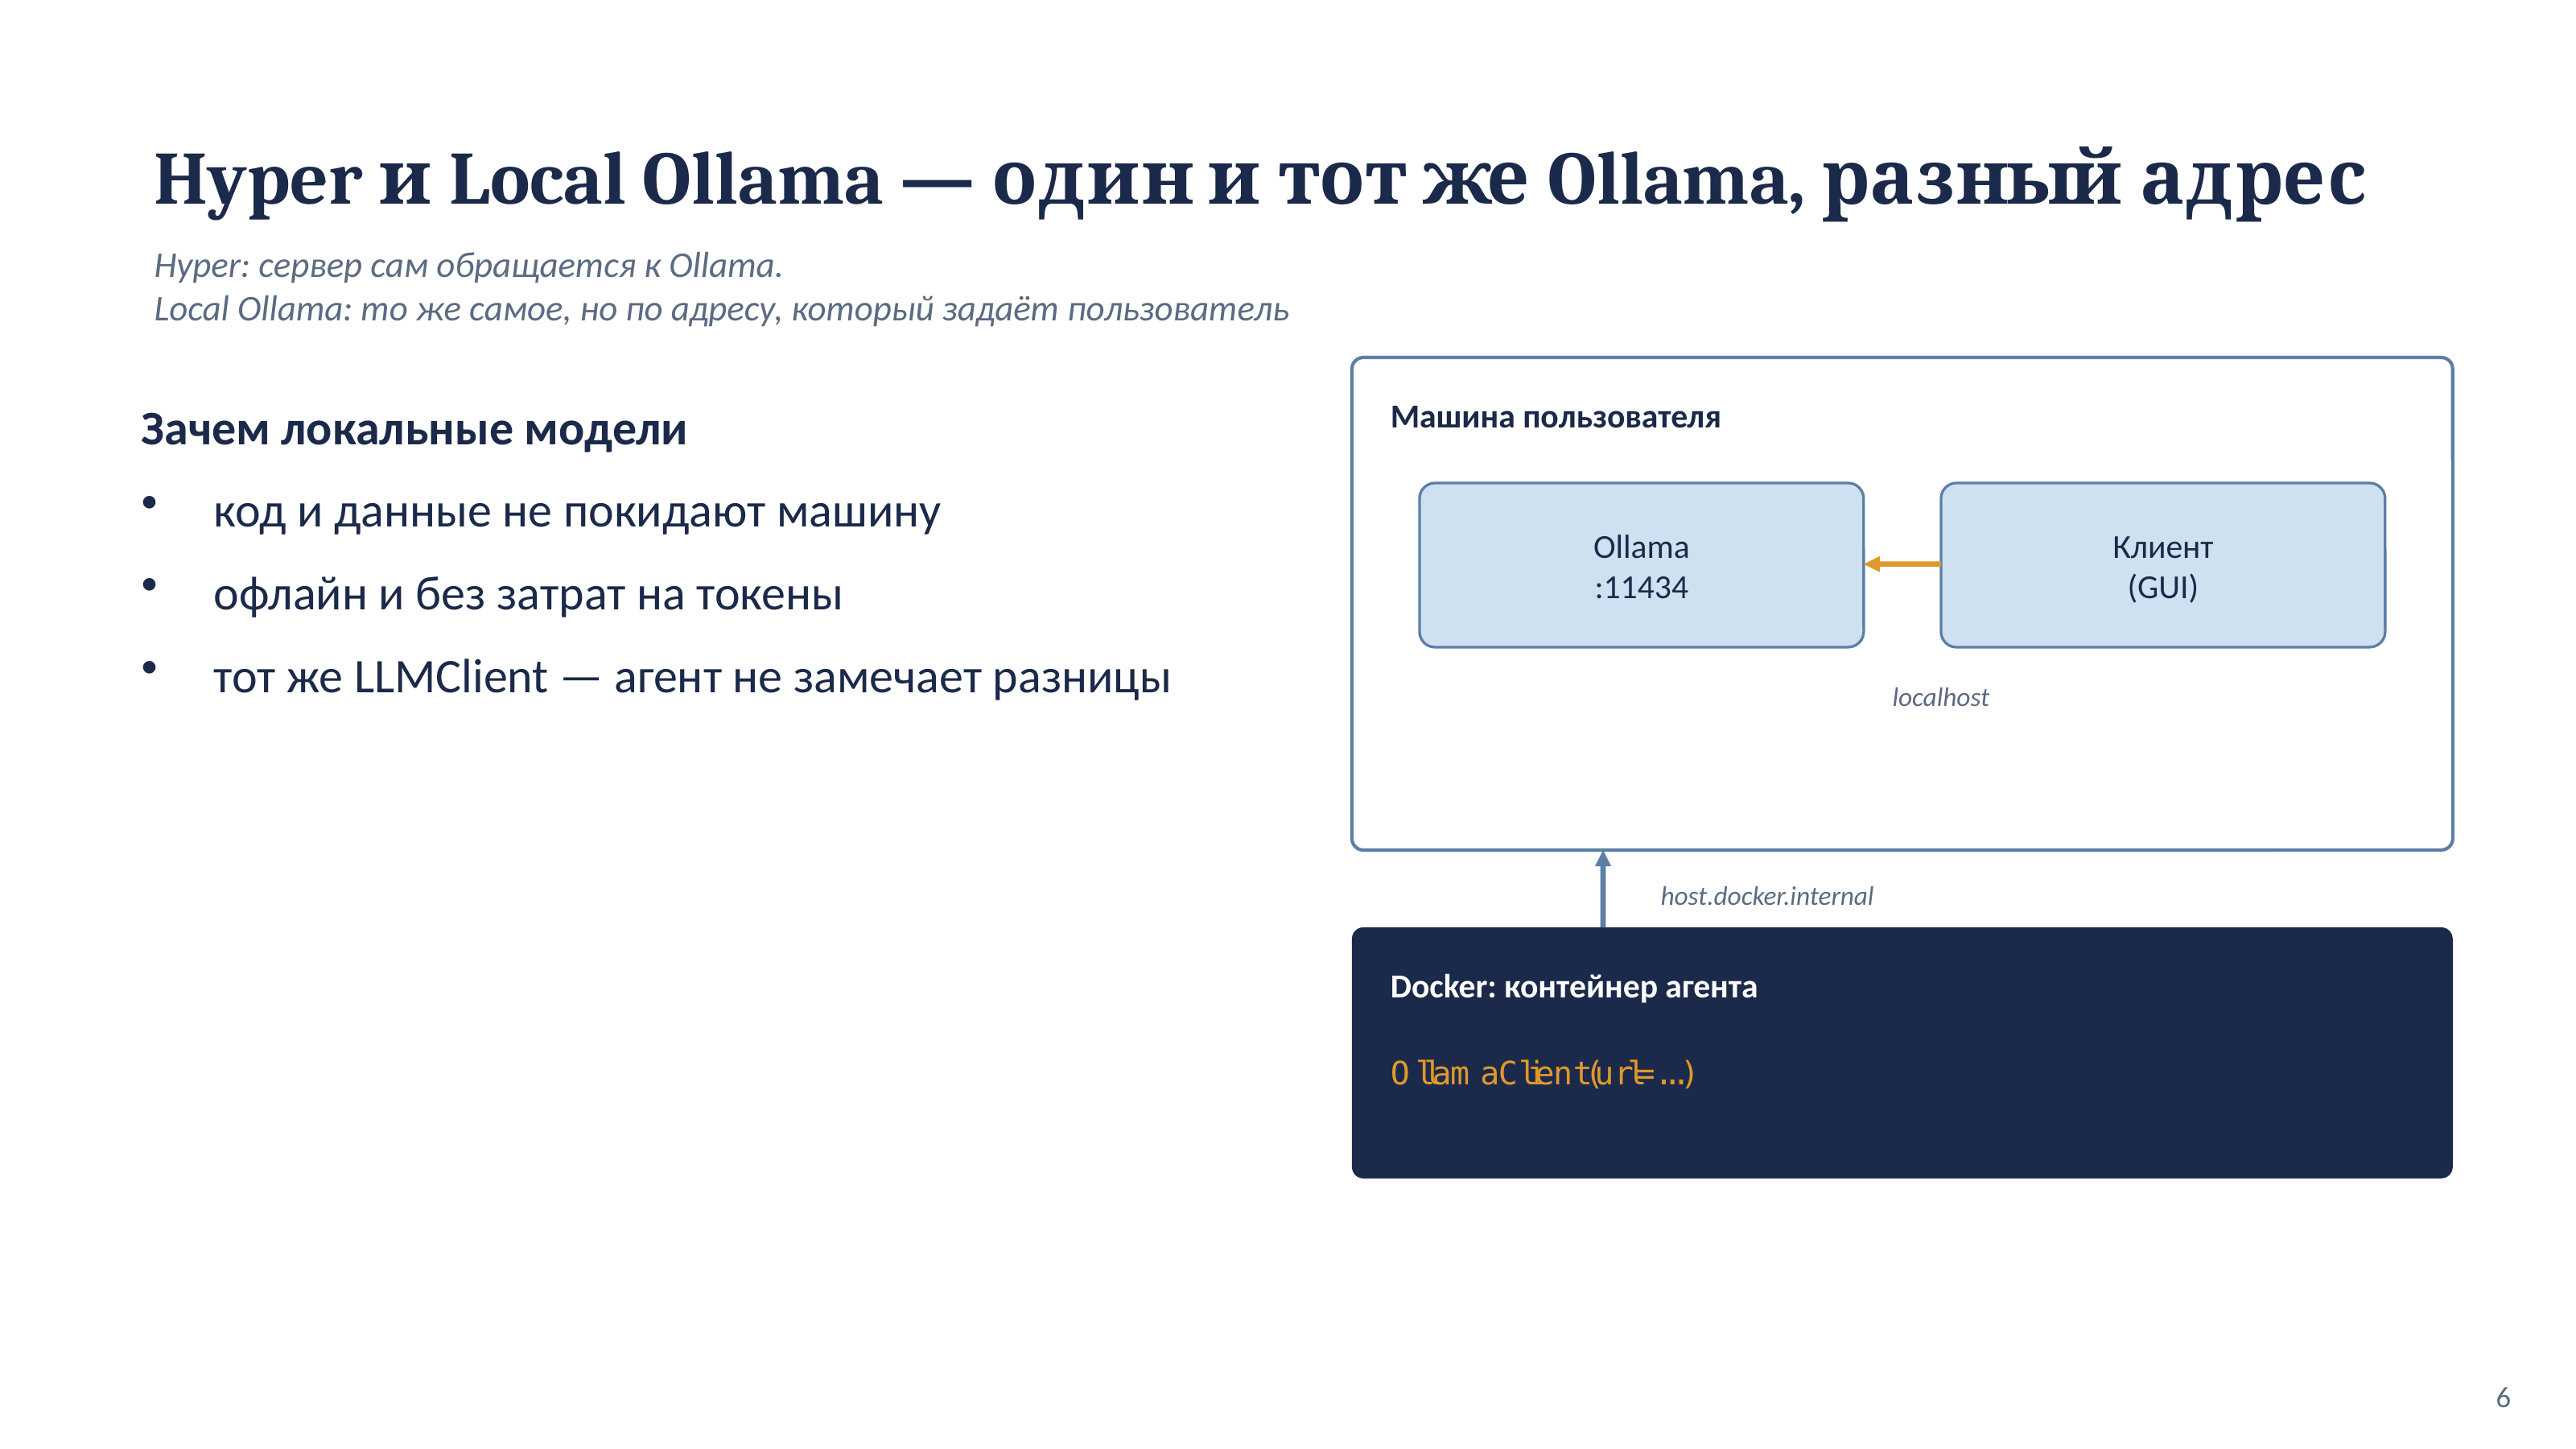 Hyper и Local Ollama — один и тот же Ollama, разный адрес
Hyper: сервер сам обращается к Ollama.
Local Ollama: то же самое, но по адресу, который задаёт пользователь
Зачем локальные модели
• код и данные не покидают машину
• офлайн и без затрат на токены
• тот же LLMClient — агент не замечает разницы
Машина пользователя
Ollama
:11434
Клиент
(GUI)
localhost
host.docker.internal
Docker: контейнер агента
OllamaClient(url=...)
6